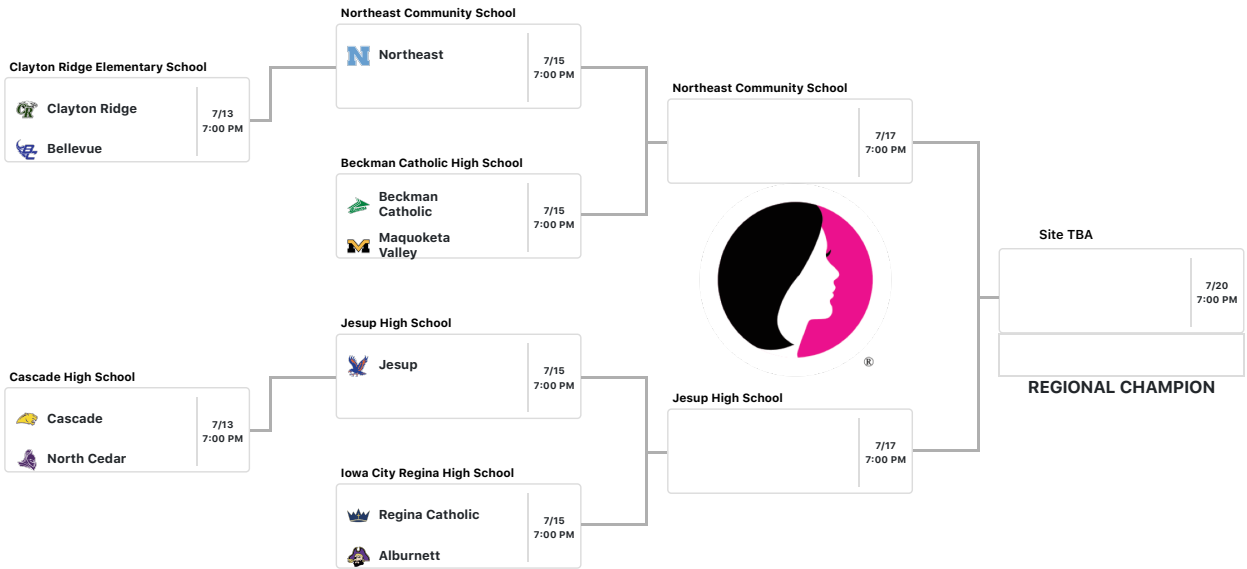 Clayton Ridge Elementary School
Clayton Ridge
Bellevue
7/13
7:00 PM
Cascade High School
Cascade
North Cedar
7/13
7:00 PM
Northeast Community School
Northeast
7/15
7:00 PM
Beckman Catholic High School
Beckman
Catholic
Maquoketa
Valley
7/15
7:00 PM
Jesup High School
Jesup
7/15
7:00 PM
Iowa City Regina High School
Regina Catholic
Alburnett
7/15
7:00 PM
Northeast Community School
7/17
7:00 PM
®
Jesup High School
7/17
7:00 PM
Site TBA
7/20
7:00 PM
REGIONAL CHAMPION